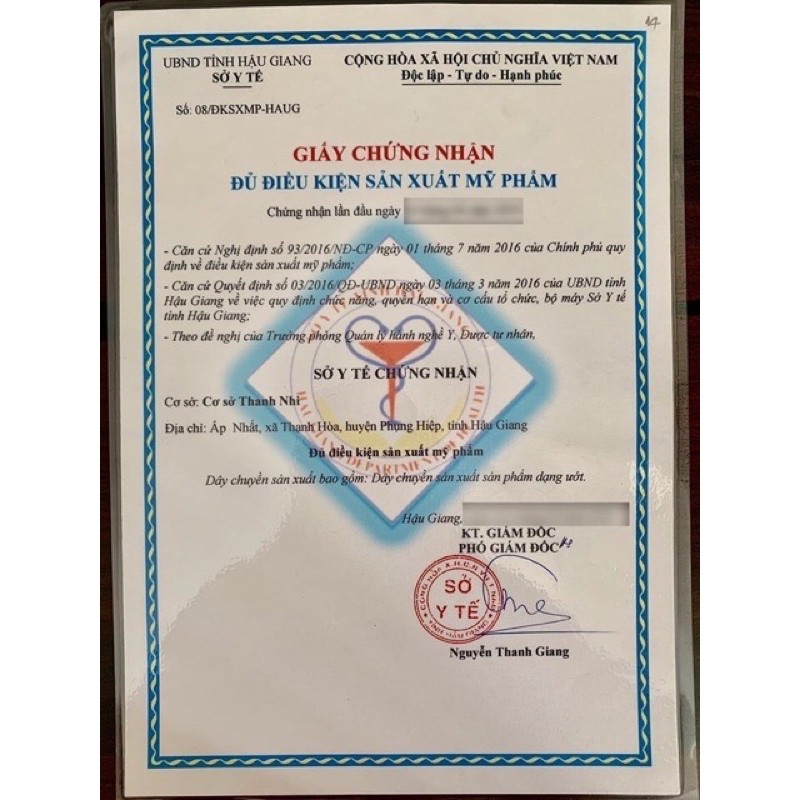 UBND TỈNH HẬU GIANG
SỞ Y TẾ
CỘNG HÒA XÃ HỘI CHỦ NGHĨA VIỆT NAM
Độc lập - Tự do - Hạnh phúc
Số: 08/ĐKSXMP-HAUG
GIẤY CHỨNG NHẬN
ĐỦ ĐIỀU KIỆN SẢN XUẤT MỸ PHẨM
Chứng nhận lần đầu ngày
- Căn cứ Nghị định số 93/2016/NĐ-CP ngày 01 tháng 7 năm 2016 của Chính phủ quy
định về điều kiện sản xuất mỹ phẩm;
- Căn cứ Quyết định số 03/2016/QĐ-UBND ngày 03 tháng 3 năm 2016 của UBND tỉnh
Hậu Giang về việc quy định chức năng, quyền hạn và cơ cấu tổ chức, bộ máy Sở Y tế
tỉnh Hậu Giang;
- Theo đề nghị của Trưởng phòng Quản lý hành nghề Y, Dược tư nhân,
SỞ Y TẾ CHỨNG NHẬN
Cơ sở: Cơ sở Thanh Nhi
Địa chỉ: Ấp Nhất, xã Thạnh Hòa, huyện Phụng Hiệp, tỉnh Hậu Giang
Đủ điều kiện sản xuất mỹ phẩm
Dây chuyền sản xuất bao gồm: Dây chuyền sản xuất sản phẩm dạng ướt.
Hậu Giang,
KT. GIÁM ĐỐC
PHÓ GIÁM ĐỐC
SỞ
Y TẾ
Nguyễn Thanh Giang